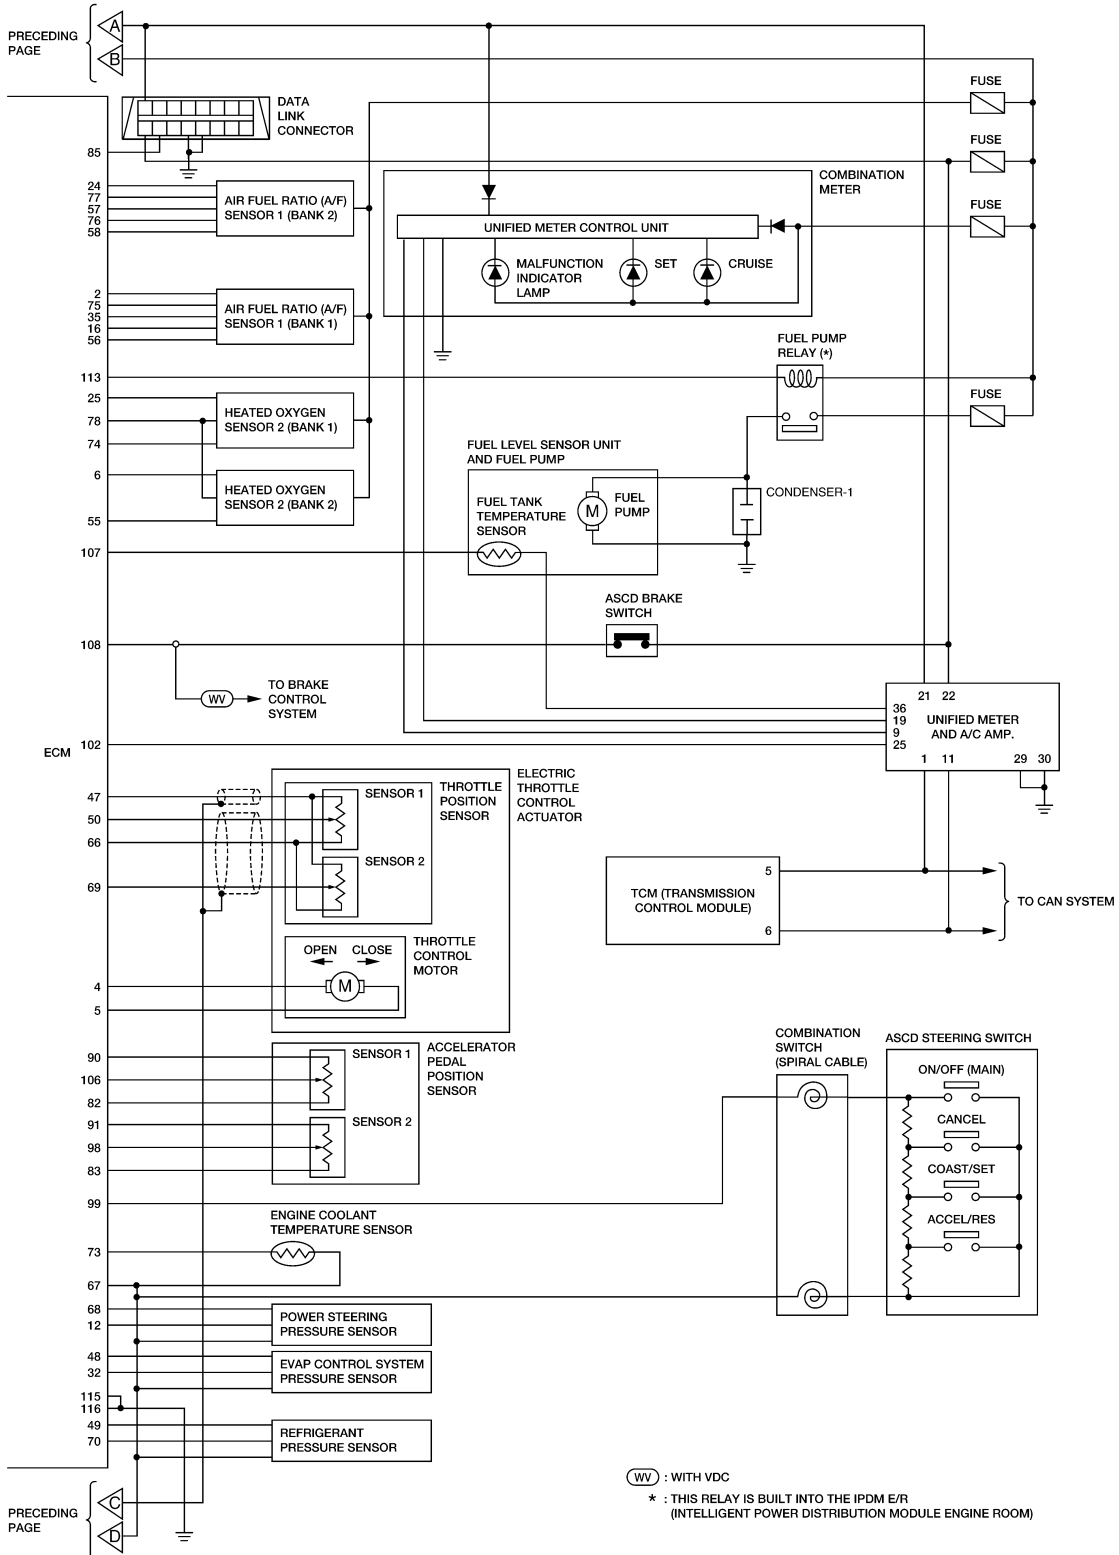 PRECEDING
PAGE
A
B
FUSE
DATA
LINK
CONNECTOR
FUSE
85
COMBINATION
METER
24
77
57
76
58
AIR FUEL RATIO (A/F)
SENSOR 1 (BANK 2)
FUSE
UNIFIED METER CONTROL UNIT
MALFUNCTION
INDICATOR
LAMP
SET
CRUISE
2
75
35
16
56
AIR FUEL RATIO (A/F)
SENSOR 1 (BANK 1)
FUEL PUMP
RELAY (*)
113
25
78
74
HEATED OXYGEN
SENSOR 2 (BANK 1)
FUSE
FUEL LEVEL SENSOR UNIT
AND FUEL PUMP
6
55
HEATED OXYGEN
SENSOR 2 (BANK 2)
FUEL TANK
TEMPERATURE
SENSOR
M
FUEL
PUMP
CONDENSER-1
107
ASCD BRAKE
SWITCH
108
WV
TO BRAKE
CONTROL
SYSTEM
21 22
36
19
9
25
UNIFIED METER
AND A/C AMP.
1 11 29 30
ECM
102
47
50
66
69
SENSOR 1
SENSOR 2
THROTTLE
POSITION
SENSOR
ELECTRIC
THROTTLE
CONTROL
ACTUATOR
TCM (TRANSMISSION
CONTROL MODULE)
5
6
TO CAN SYSTEM
OPEN CLOSE
M
THROTTLE
CONTROL
MOTOR
4
5
90
106
82
91
98
83
SENSOR 1
SENSOR 2
ACCELERATOR
PEDAL
POSITION
SENSOR
COMBINATION
SWITCH
(SPIRAL CABLE)
ASCD STEERING SWITCH
ON/OFF (MAIN)
CANCEL
COAST/SET
ACCEL/RES
99
ENGINE COOLANT
TEMPERATURE SENSOR
73
67
68
12
POWER STEERING
PRESSURE SENSOR
48
32
EVAP CONTROL SYSTEM
PRESSURE SENSOR
115
116
49
70
REFRIGERANT
PRESSURE SENSOR
PRECEDING
PAGE
C
D
WV : WITH VDC
* : THIS RELAY IS BUILT INTO THE IPDM E/R
(INTELLIGENT POWER DISTRIBUTION MODULE ENGINE ROOM)